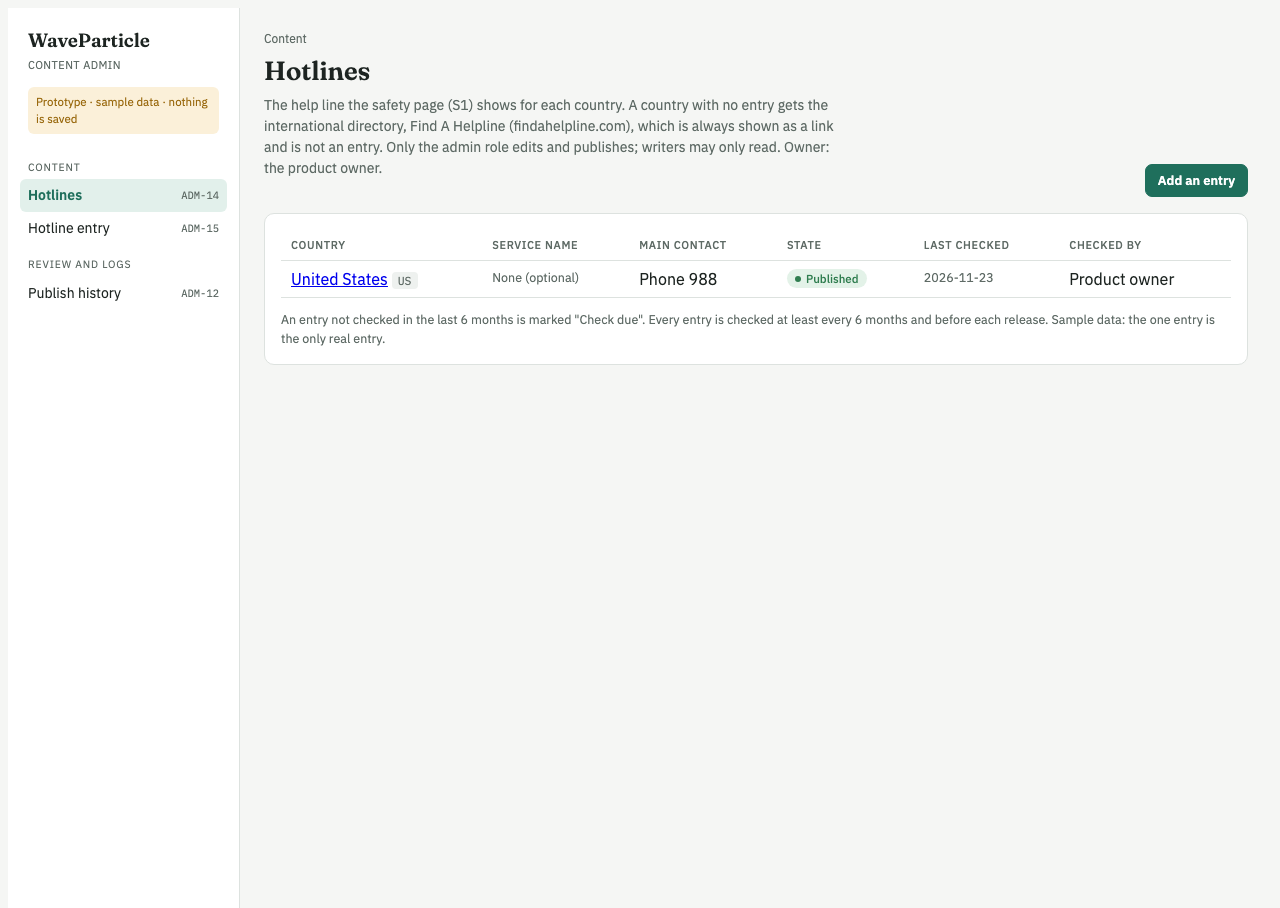 WaveParticle
CONTENT ADMIN
Prototype · sample data · nothing
is saved
CONTENT
Hotlines ADM-14
Hotline entry ADM-15
REVIEW AND LOGS
Publish history ADM-12
Content
Hotlines
The help line the safety page (S1) shows for each country. A country with no entry gets the
international directory, Find A Helpline (findahelpline.com), which is always shown as a link
and is not an entry. Only the admin role edits and publishes; writers may only read. Owner:
the product owner.
Add an entry
COUNTRY SERVICE NAME MAIN CONTACT STATE LAST CHECKED CHECKED BY
United States US None (optional) Phone 988 Published 2026-11-23 Product owner
An entry not checked in the last 6 months is marked "Check due". Every entry is checked at least every 6 months and before each release. Sample data: the one entry is
the only real entry.